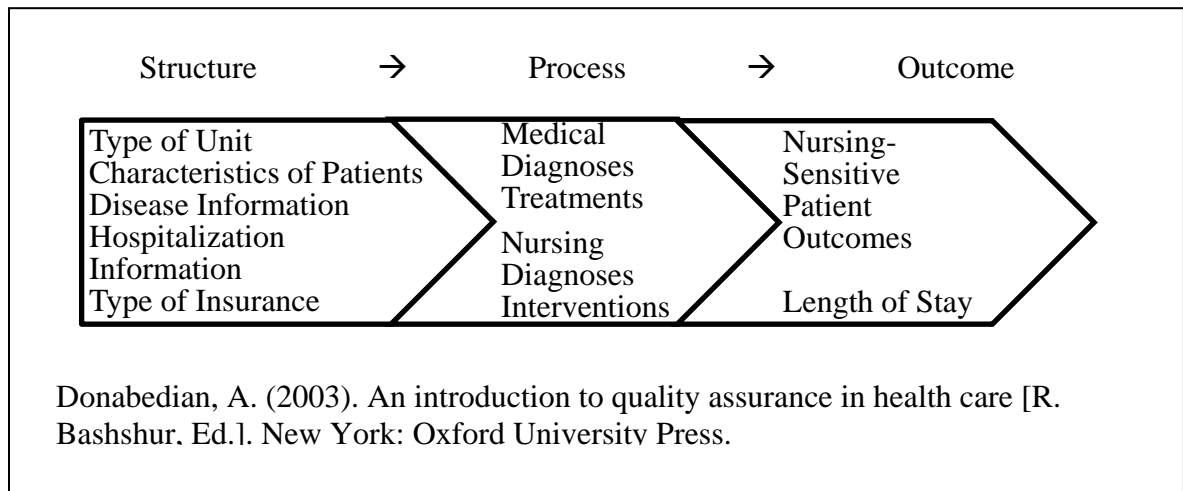 Structure → Process → Outcome
Type of Unit
Characteristics of Patients
Disease Information
Hospitalization
Information
Type of Insurance
Medical
Diagnoses
Treatments
Nursing
Diagnoses
Interventions
Nursing-
Sensitive
Patient
Outcomes
Length of Stay
Donabedian, A. (2003). An introduction to quality assurance in health care [R.
Bashshur, Ed.]. New York: Oxford University Press.